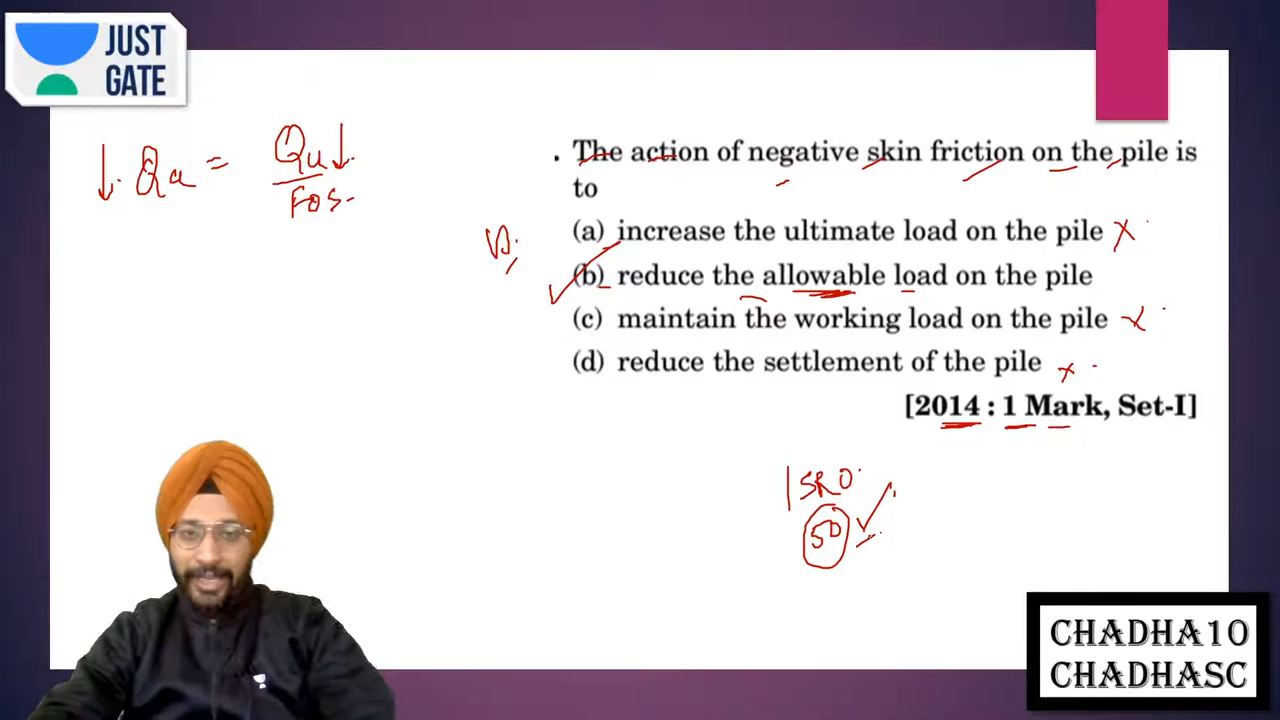 JUST
GATE
↓ Qa = Qu↓
FOS
. The action of negative skin friction on the pile is
to
(a) increase the ultimate load on the pile ×
(b) reduce the allowable load on the pile
(c) maintain the working load on the pile ×
(d) reduce the settlement of the pile ×
[2014 : 1 Mark, Set-I]
ISRO
50
CHADHA10
CHADHASC